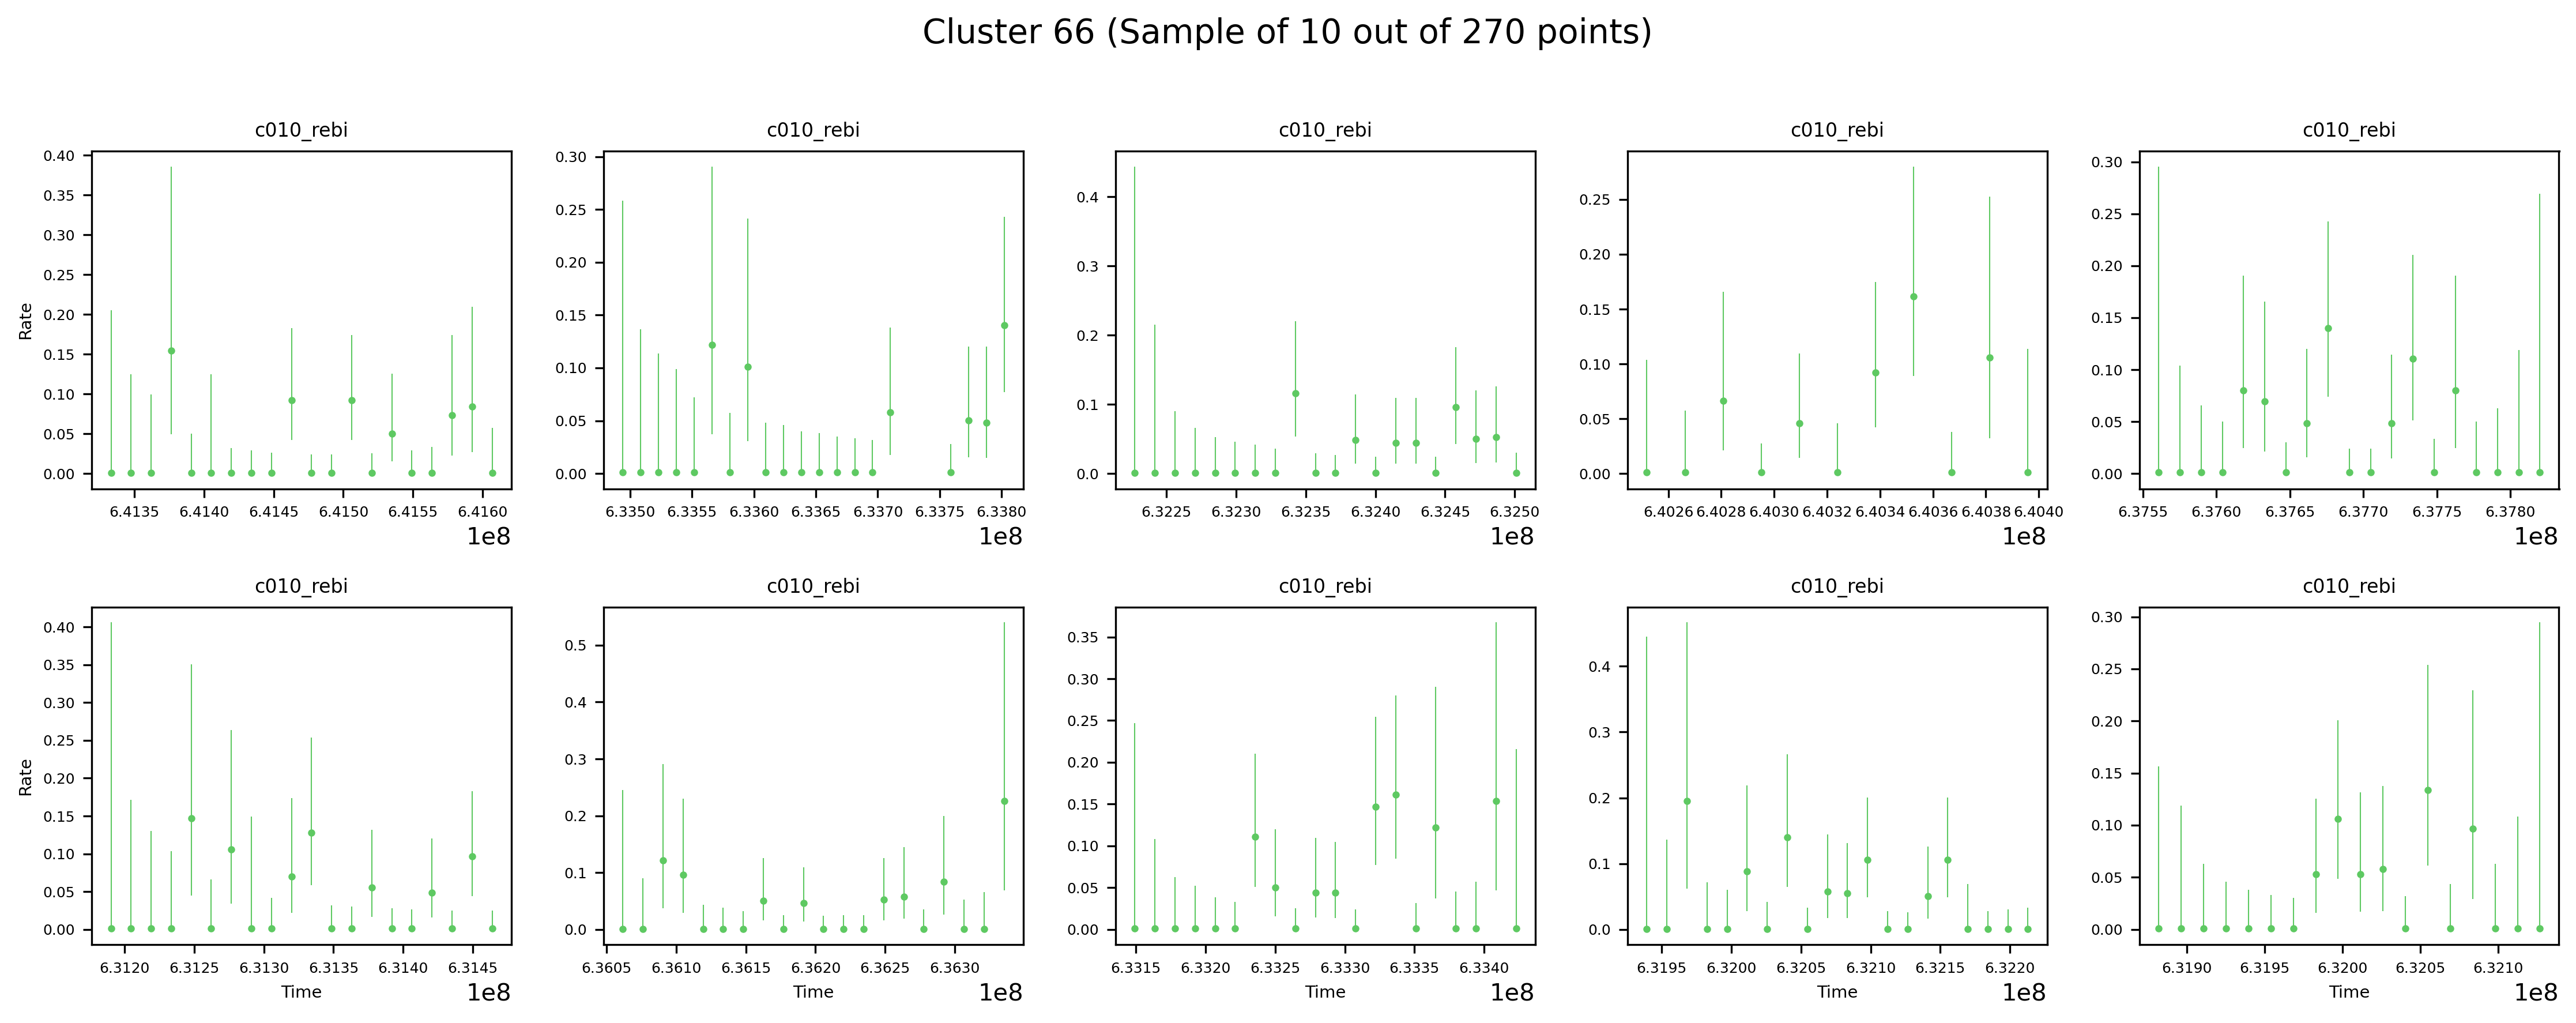 Cluster 66 (Sample of 10 out of 270 points)
c010_rebi c010_rebi c010_rebi c010_rebi c010_rebi
Rate
0.40 0.35 0.30 0.25 0.20 0.15 0.10 0.05 0.00
6.4135 6.4140 6.4145 6.4150 6.4155 6.4160
1e8
0.30 0.25 0.20 0.15 0.10 0.05 0.00
6.3350 6.3355 6.3360 6.3365 6.3370 6.3375 6.3380
1e8
0.4 0.3 0.2 0.1 0.0
6.3225 6.3230 6.3235 6.3240 6.3245 6.3250
1e8
0.25 0.20 0.15 0.10 0.05 0.00
6.4026 6.4028 6.4030 6.4032 6.4034 6.4036 6.4038 6.4040
1e8
0.30 0.25 0.20 0.15 0.10 0.05 0.00
6.3755 6.3760 6.3765 6.3770 6.3775 6.3780
1e8
c010_rebi c010_rebi c010_rebi c010_rebi c010_rebi
Rate
0.40 0.35 0.30 0.25 0.20 0.15 0.10 0.05 0.00
6.3120 6.3125 6.3130 6.3135 6.3140 6.3145
Time
1e8
0.5 0.4 0.3 0.2 0.1 0.0
6.3605 6.3610 6.3615 6.3620 6.3625 6.3630
Time
1e8
0.35 0.30 0.25 0.20 0.15 0.10 0.05 0.00
6.3315 6.3320 6.3325 6.3330 6.3335 6.3340
Time
1e8
0.4 0.3 0.2 0.1 0.0
6.3195 6.3200 6.3205 6.3210 6.3215 6.3220
Time
1e8
0.30 0.25 0.20 0.15 0.10 0.05 0.00
6.3190 6.3195 6.3200 6.3205 6.3210
Time
1e8